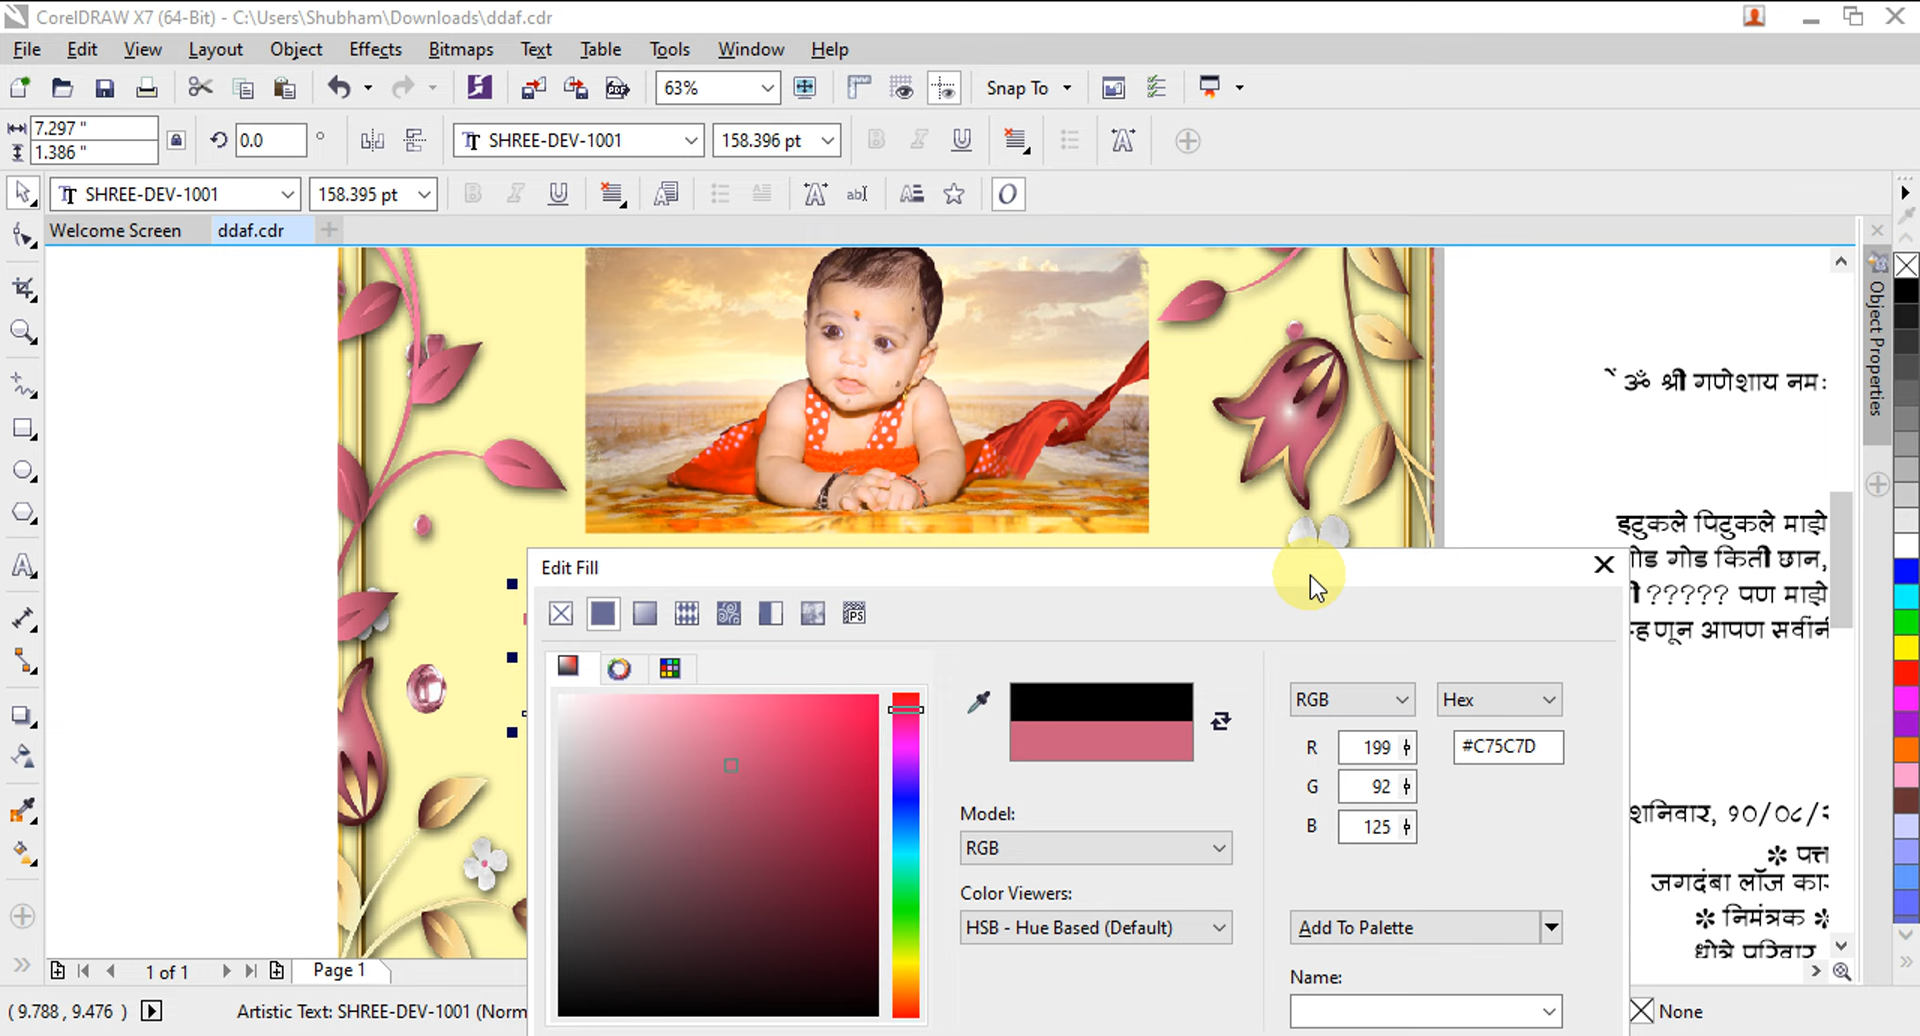 CorelDRAW X7 (64-Bit) - C:\Users\Shubham\Downloads\ddaf.cdr
File Edit View Layout Object Effects Bitmaps Text Table Tools Window Help
63% Snap To
7.297 "
1.386 "
0.0 ° SHREE-DEV-1001 158.396 pt
SHREE-DEV-1001 158.395 pt
Welcome Screen ddaf.cdr
Object Properties
ॐ श्री गणेशाय नमः
इटुकले पिटुकले माझे
गोड किती छान,
????? पण माझे
म्हणून आपण
Edit Fill
RGB Hex
R 199 #C75C7D
G 92
B 125
Model:
RGB
Color Viewers:
HSB - Hue Based (Default)
Add To Palette
Name:
शनिवार, १०/०८/२
जगदंबा लॉज
निमंत्रक
धोत्रे परिवार
1 of 1 Page 1
( 9.788 , 9.476 ) Artistic Text: SHREE-DEV-1001 (Norm None